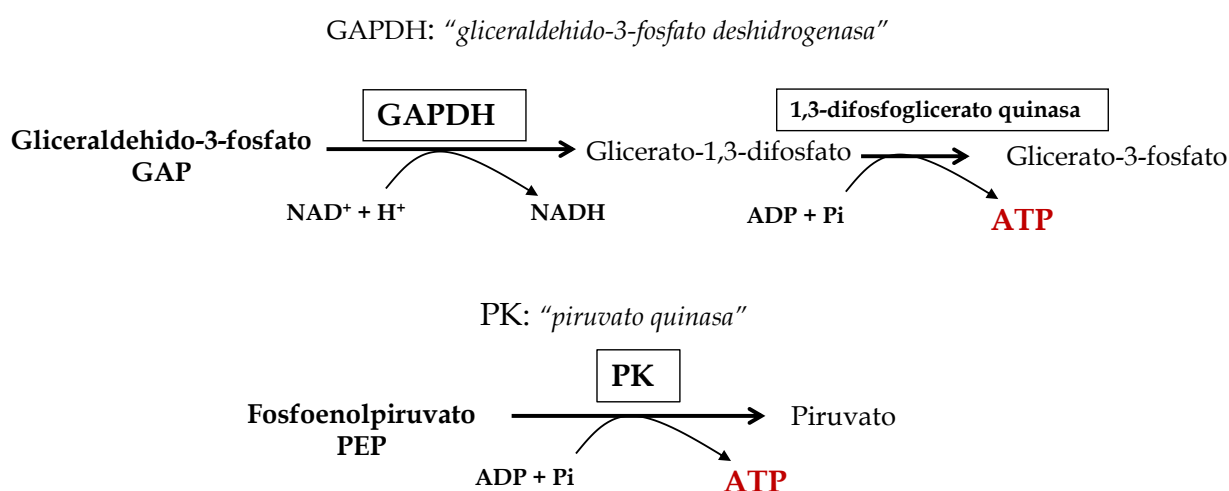 GAPDH: “gliceraldehido-3-fosfato deshidrogenasa”
GAPDH
1,3-difosfoglicerato quinasa
Gliceraldehido-3-fosfato
GAP
Glicerato-1,3-difosfato
Glicerato-3-fosfato
NAD⁺ + H⁺
NADH
ADP + Pi
ATP
PK: “piruvato quinasa”
PK
Fosfoenolpiruvato
PEP
Piruvato
ADP + Pi
ATP